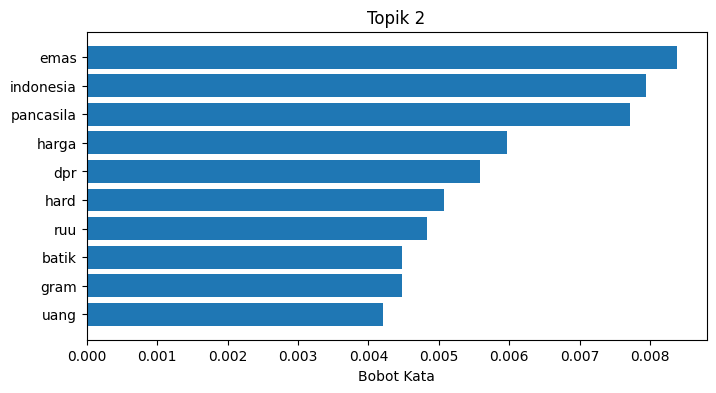 Topik 2
emas
indonesia
pancasila
harga
dpr
hard
ruu
batik
gram
uang
0.000 0.001 0.002 0.003 0.004 0.005 0.006 0.007 0.008
Bobot Kata